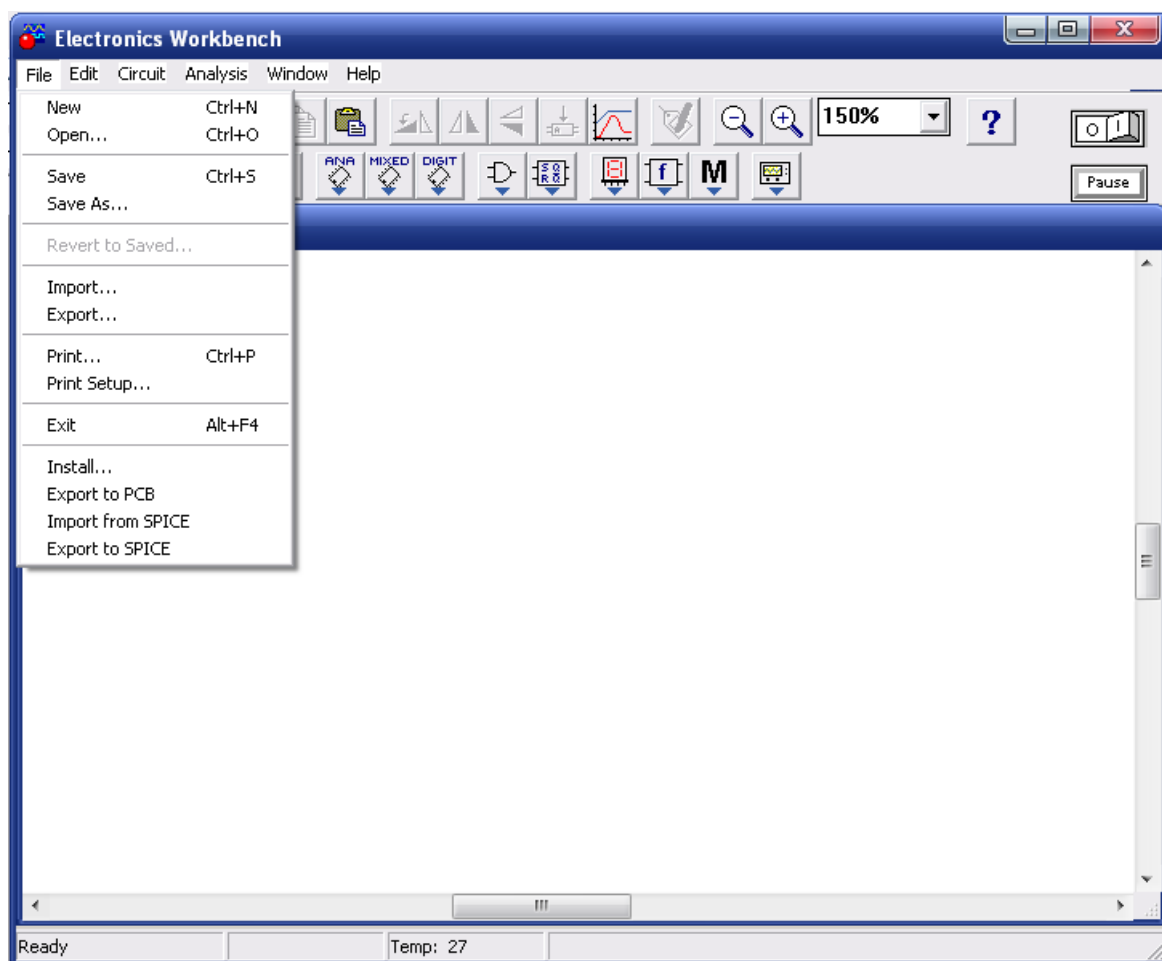 Electronics Workbench
File Edit Circuit Analysis Window Help
New Ctrl+N
Open... Ctrl+O
Save Ctrl+S
Save As...
Revert to Saved...
Import...
Export...
Print... Ctrl+P
Print Setup...
Exit Alt+F4
Install...
Export to PCB
Import from SPICE
Export to SPICE
150% ?
ANA MIXED DIGIT
S Q
R Q
f M
O I
Pause
Ready Temp: 27